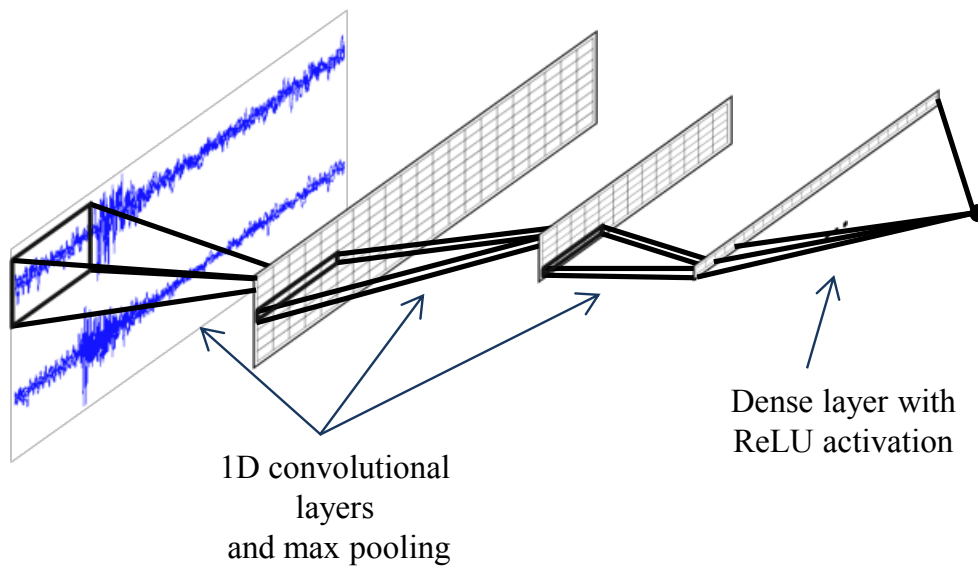 Dense layer with
ReLU activation
1D convolutional
layers
and max pooling